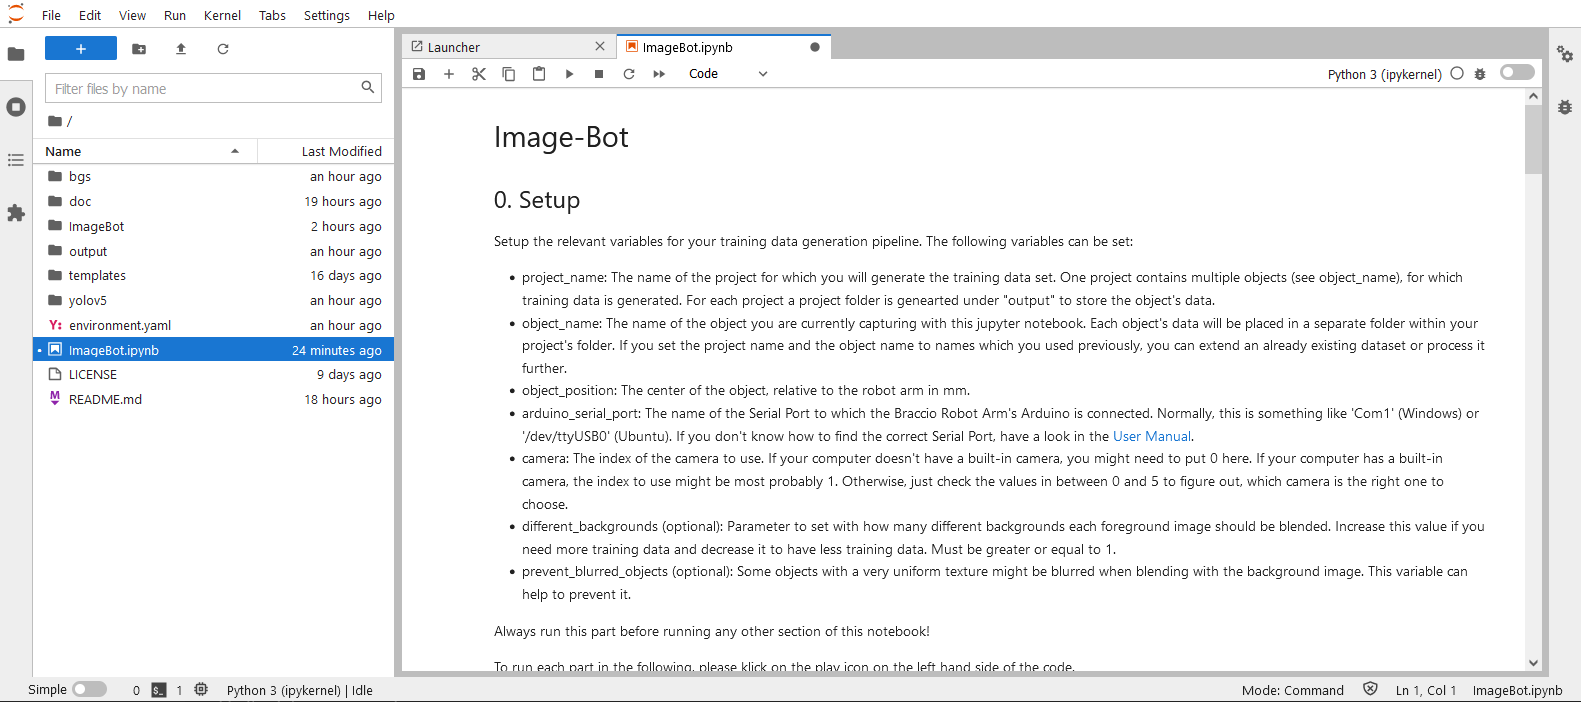 File Edit View Run Kernel Tabs Settings Help
Filter files by name
/
Name Last Modified
bgs an hour ago
doc 19 hours ago
ImageBot 2 hours ago
output an hour ago
templates 16 days ago
yolov5 an hour ago
Y: environment.yaml an hour ago
ImageBot.ipynb 24 minutes ago
LICENSE 9 days ago
M README.md 18 hours ago
Launcher ImageBot.ipynb
Code Python 3 (ipykernel)
Image-Bot
0. Setup
Setup the relevant variables for your training data generation pipeline. The following variables can be set:
• project_name: The name of the project for which you will generate the training data set. One project contains multiple objects (see object_name), for which
training data is generated. For each project a project folder is genearted under "output" to store the object's data.
• object_name: The name of the object you are currently capturing with this jupyter notebook. Each object's data will be placed in a separate folder within your
project's folder. If you set the project name and the object name to names which you used previously, you can extend an already existing dataset or process it
further.
• object_position: The center of the object, relative to the robot arm in mm.
• arduino_serial_port: The name of the Serial Port to which the Braccio Robot Arm's Arduino is connected. Normally, this is something like 'Com1' (Windows) or
'/dev/ttyUSB0' (Ubuntu). If you don't know how to find the correct Serial Port, have a look in the User Manual.
• camera: The index of the camera to use. If your computer doesn't have a built-in camera, you might need to put 0 here. If your computer has a built-in
camera, the index to use might be most probably 1. Otherwise, just check the values in between 0 and 5 to figure out, which camera is the right one to
choose.
• different_backgrounds (optional): Parameter to set with how many different backgrounds each foreground image should be blended. Increase this value if you
need more training data and decrease it to have less training data. Must be greater or equal to 1.
• prevent_blurred_objects (optional): Some objects with a very uniform texture might be blurred when blending with the background image. This variable can
help to prevent it.
Always run this part before running any other section of this notebook!
To run each part in the following, please klick on the play icon on the left hand side of the code.
Simple 0 $_ 1 Python 3 (ipykernel) | Idle Mode: Command Ln 1, Col 1 ImageBot.ipynb